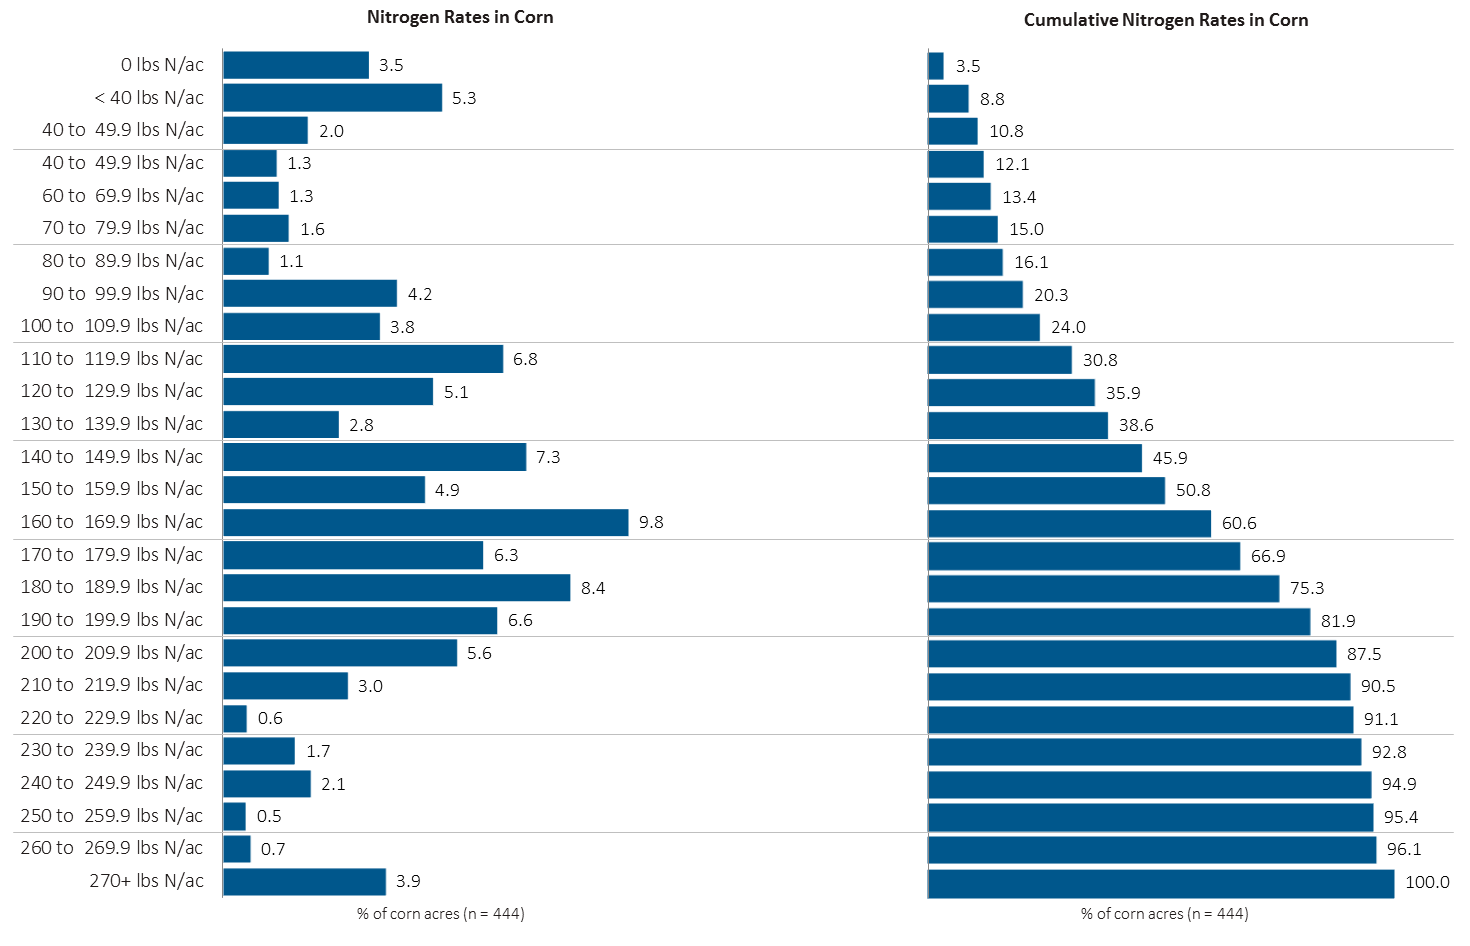 Nitrogen Rates in Corn
Cumulative Nitrogen Rates in Corn
0 lbs N/ac 3.5 3.5
< 40 lbs N/ac 5.3 8.8
40 to 49.9 lbs N/ac 2.0 10.8
40 to 49.9 lbs N/ac 1.3 12.1
60 to 69.9 lbs N/ac 1.3 13.4
70 to 79.9 lbs N/ac 1.6 15.0
80 to 89.9 lbs N/ac 1.1 16.1
90 to 99.9 lbs N/ac 4.2 20.3
100 to 109.9 lbs N/ac 3.8 24.0
110 to 119.9 lbs N/ac 6.8 30.8
120 to 129.9 lbs N/ac 5.1 35.9
130 to 139.9 lbs N/ac 2.8 38.6
140 to 149.9 lbs N/ac 7.3 45.9
150 to 159.9 lbs N/ac 4.9 50.8
160 to 169.9 lbs N/ac 9.8 60.6
170 to 179.9 lbs N/ac 6.3 66.9
180 to 189.9 lbs N/ac 8.4 75.3
190 to 199.9 lbs N/ac 6.6 81.9
200 to 209.9 lbs N/ac 5.6 87.5
210 to 219.9 lbs N/ac 3.0 90.5
220 to 229.9 lbs N/ac 0.6 91.1
230 to 239.9 lbs N/ac 1.7 92.8
240 to 249.9 lbs N/ac 2.1 94.9
250 to 259.9 lbs N/ac 0.5 95.4
260 to 269.9 lbs N/ac 0.7 96.1
270+ lbs N/ac 3.9 100.0
% of corn acres (n = 444)
% of corn acres (n = 444)